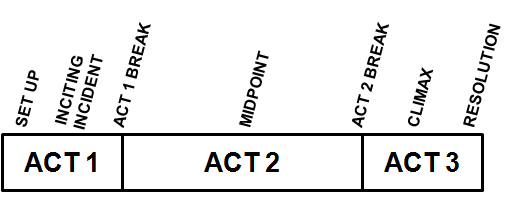 SET UP
INCITING
INCIDENT
ACT 1 BREAK
MIDPOINT
ACT 2 BREAK
CLIMAX
RESOLUTION
ACT 1
ACT 2
ACT 3